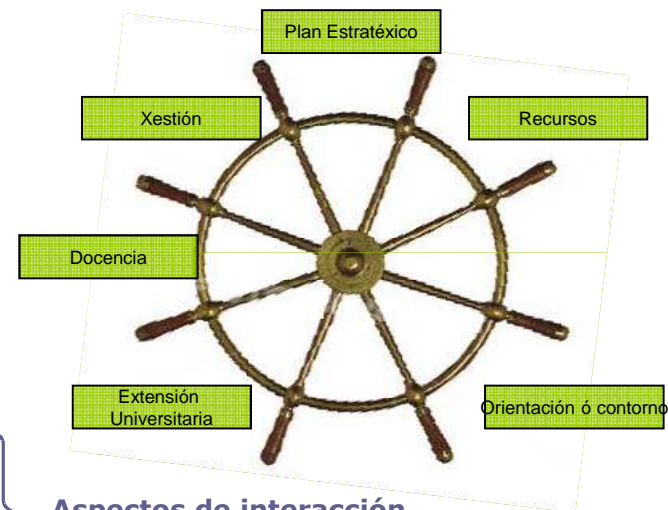 Plan Estratéxico
Xestión
Recursos
Docencia
Extensión
Universitaria
Orientación ó contorno
Aspectos de interacción